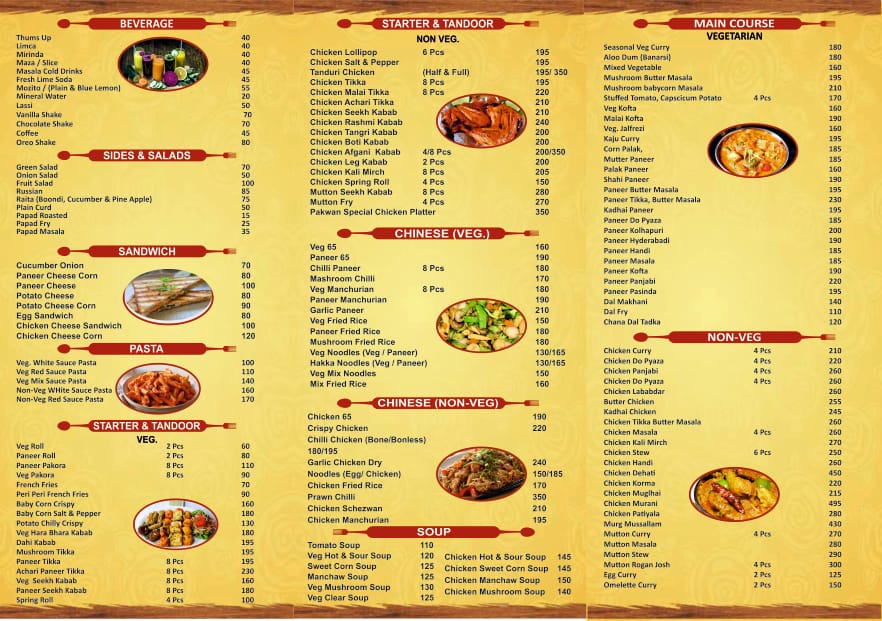 BEVERAGE
Thums Up 40
Limca 40
Mirinda 40
Maza / Slice 40
Masala Cold Drinks 45
Fresh Lime Soda 45
Mozito / (Plain & Blue Lemon) 55
Mineral Water 20
Lassi 50
Vanilla Shake 70
Chocolate Shake 70
Coffee 45
Oreo Shake 80
SIDES & SALADS
Green Salad 70
Onion Salad 50
Fruit Salad 100
Russian 85
Raita (Boondi, Cucumber & Pine Apple) 75
Plain Curd 50
Papad Roasted 15
Papad Fry 25
Papad Masala 35
SANDWICH
Cucumber Onion 70
Paneer Cheese Corn 80
Paneer Cheese 100
Potato Cheese 80
Potato Cheese Corn 90
Egg Sandwich 80
Chicken Cheese Sandwich 100
Chicken Cheese Corn 120
PASTA
Veg. White Sauce Pasta 100
Veg Red Sauce Pasta 110
Veg Mix Sauce Pasta 140
Non-Veg WHite Sauce Pasta 160
Non-Veg Red Sauce Pasta 170
STARTER & TANDOOR
VEG.
Veg Roll 2 Pcs 60
Paneer Roll 2 Pcs 80
Paneer Pakora 8 Pcs 110
Veg Pakora 8 Pcs 90
French Fries 70
Peri Peri French Fries 90
Baby Corn Crispy 160
Baby Corn Salt & Pepper 180
Potato Chilly Crispy 130
Veg Hara Bhara Kabab 180
Dahi Kabab 195
Mushroom Tikka 195
Paneer Tikka 8 Pcs 195
Achari Paneer Tikka 8 Pcs 230
Veg Seekh Kabab 8 Pcs 160
Paneer Seekh Kabab 8 Pcs 180
Spring Roll 4 Pcs 100
STARTER & TANDOOR
NON VEG.
Chicken Lollipop 6 Pcs 195
Chicken Salt & Pepper 195
Tanduri Chicken (Half & Full) 195/ 350
Chicken Tikka 8 Pcs 195
Chicken Malai Tikka 8 Pcs 220
Chicken Achari Tikka 210
Chicken Seekh Kabab 210
Chicken Rashmi Kabab 240
Chicken Tangri Kabab 200
Chicken Boti Kabab 200
Chicken Afgani Kabab 4/8 Pcs 200/350
Chicken Leg Kabab 2 Pcs 200
Chicken Kali Mirch 8 Pcs 205
Chicken Spring Roll 4 Pcs 150
Mutton Seekh Kabab 8 Pcs 280
Mutton Fry 4 Pcs 270
Pakwan Special Chicken Platter 350
CHINESE (VEG.)
Veg 65 160
Paneer 65 190
Chilli Paneer 8 Pcs 180
Mashroom Chilli 170
Veg Manchurian 8 Pcs 180
Paneer Manchurian 190
Garlic Paneer 210
Veg Fried Rice 150
Paneer Fried Rice 180
Mushroom Fried Rice 180
Veg Noodles (Veg / Paneer) 130/165
Hakka Noodles (Veg / Paneer) 130/165
Veg Mix Noodles 150
Mix Fried Rice 160
CHINESE (NON-VEG)
Chicken 65 190
Crispy Chicken 220
Chilli Chicken (Bone/Bonless)
180/195
Garlic Chicken Dry 240
Noodles (Egg/ Chicken) 150/185
Chicken Fried Rice 170
Prawn Chilli 350
Chicken Schezwan 210
Chicken Manchurian 195
SOUP
Tomato Soup 110
Veg Hot & Sour Soup 120
Sweet Corn Soup 125
Manchaw Soup 125
Veg Mushroom Soup 130
Veg Clear Soup 125
Chicken Hot & Sour Soup 145
Chicken Sweet Corn Soup 145
Chicken Manchaw Soup 150
Chicken Mushroom Soup 140
MAIN COURSE
VEGETARIAN
Seasonal Veg Curry 180
Aloo Dum (Banarsi) 180
Mixed Vegetable 160
Mushroom Butter Masala 195
Mushroom babycorn Masala 210
Stuffed Tomato, Capscicum Potato 4 Pcs 170
Veg Kofta 160
Malai Kofta 190
Veg. Jalfrezi 160
Kaju Curry 195
Corn Palak, 185
Mutter Paneer 185
Palak Paneer 160
Shahi Paneer 190
Paneer Butter Masala 195
Paneer Tikka, Butter Masala 230
Kadhai Paneer 195
Paneer Do Pyaza 185
Paneer Kolhapuri 200
Paneer Hyderabadi 190
Paneer Handi 185
Paneer Masala 185
Paneer Kofta 190
Paneer Panjabi 220
Paneer Pasinda 195
Dal Makhani 140
Dal Fry 110
Chana Dal Tadka 120
NON-VEG
Chicken Curry 4 Pcs 210
Chicken Do Pyaza 4 Pcs 220
Chicken Panjabi 4 Pcs 260
Chicken Do Pyaza 4 Pcs 260
Chicken Lababdar 260
Butter Chicken 255
Kadhai Chicken 245
Chicken Tikka Butter Masala 260
Chicken Masala 4 Pcs 260
Chicken Kali Mirch 270
Chicken Stew 6 Pcs 250
Chicken Handi 260
Chicken Dehati 450
Chicken Korma 220
Chicken Muglhai 215
Chicken Murani 495
Chicken Patiyala 280
Murg Mussallam 430
Mutton Curry 4 Pcs 270
Mutton Masala 280
Mutton Stew 290
Mutton Rogan Josh 4 Pcs 300
Egg Curry 2 Pcs 125
Omelette Curry 2 Pcs 150